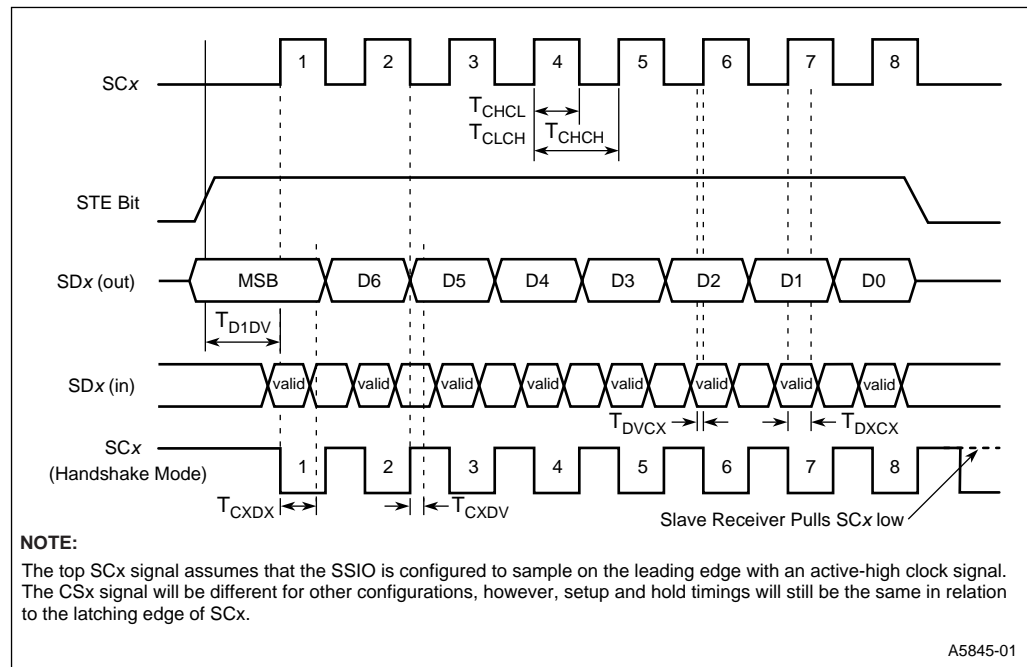 SCx 1 2 3 4 5 6 7 8
TCHCL
TCLCH TCHCH
STE Bit
SDx (out) MSB D6 D5 D4 D3 D2 D1 D0
TD1DV
SDx (in) valid valid valid valid valid valid valid valid
TDVCX TDXCX
SCx
(Handshake Mode) 1 2 3 4 5 6 7 8
TCXDX TCXDV
Slave Receiver Pulls SCx low
NOTE:
The top SCx signal assumes that the SSIO is configured to sample on the leading edge with an active-high clock signal.
The CSx signal will be different for other configurations, however, setup and hold timings will still be the same in relation
to the latching edge of SCx.
A5845-01